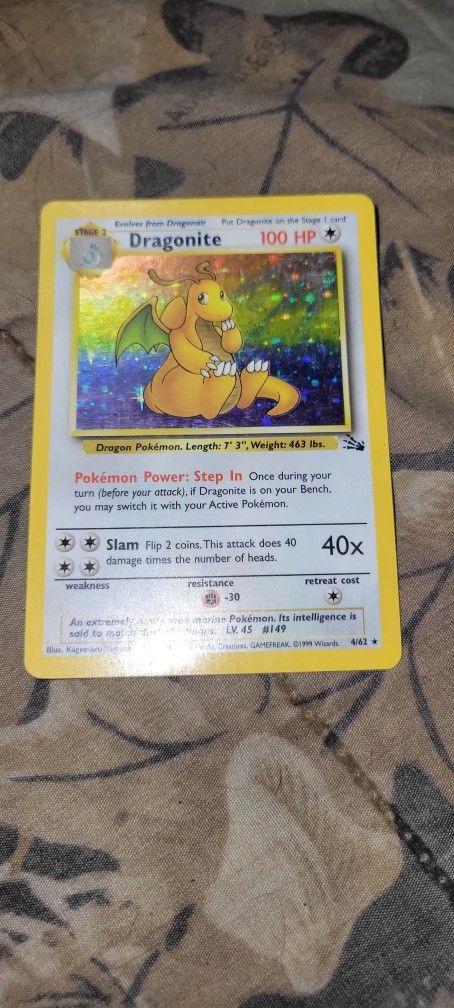 Evolves from Dragonair Put Dragonite on the Stage 1 card
STAGE 2 Dragonite 100 HP
Dragon Pokémon. Length: 7' 3", Weight: 463 lbs.
Pokémon Power: Step In Once during your
turn (before your attack), if Dragonite is on your Bench,
you may switch it with your Active Pokémon.
Slam Flip 2 coins. This attack does 40 40x
damage times the number of heads.
weakness resistance retreat cost
-30
An extremely seen marine Pokémon. Its intelligence is
said to match LV. 45 #149
Illus. Kagemaru Creatures, GAMEFREAK. ©1999 Wizards. 4/62